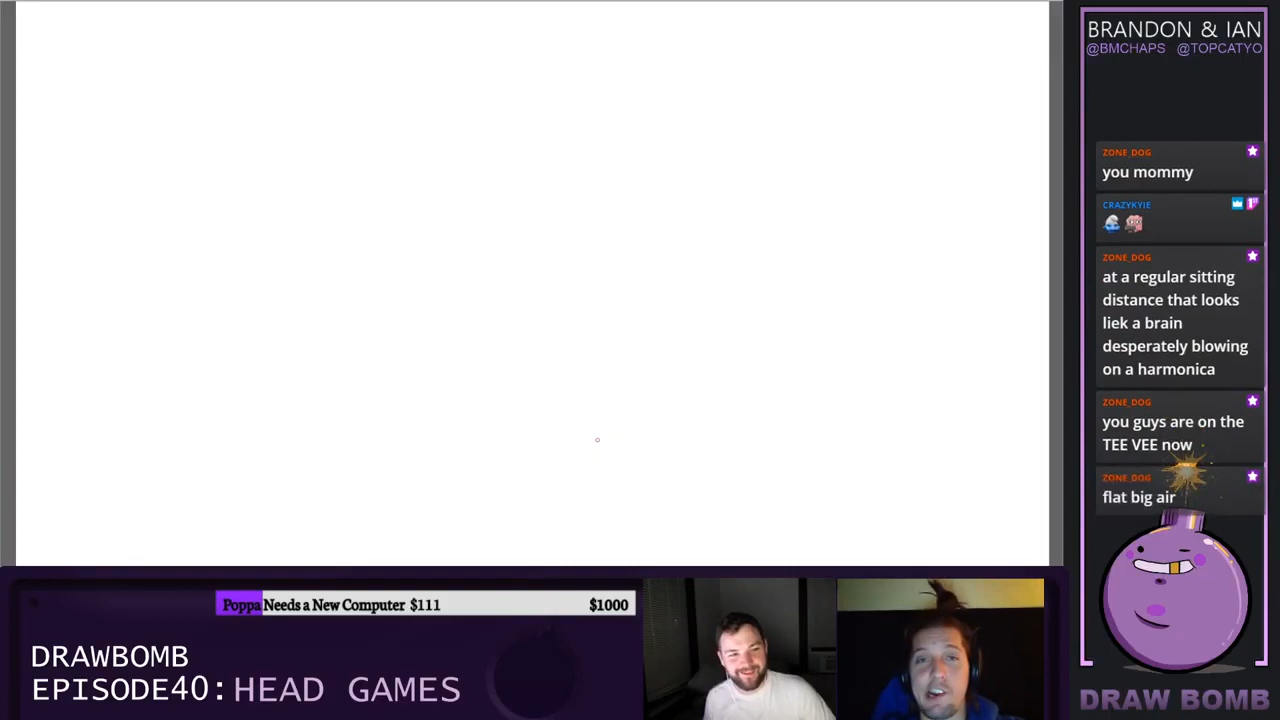 BRANDON & IAN
@BMCHAPS @TOPCATYO
ZONE_DOG
you mommy
CRAZYKYIE
ZONE_DOG
at a regular sitting
distance that looks
liek a brain
desperately blowing
on a harmonica
ZONE_DOG
you guys are on the
TEE VEE now
ZONE_DOG
flat big air
Poppa Needs a New Computer $111 $1000
DRAWBOMB
EPISODE40: HEAD GAMES
DRAW BOMB